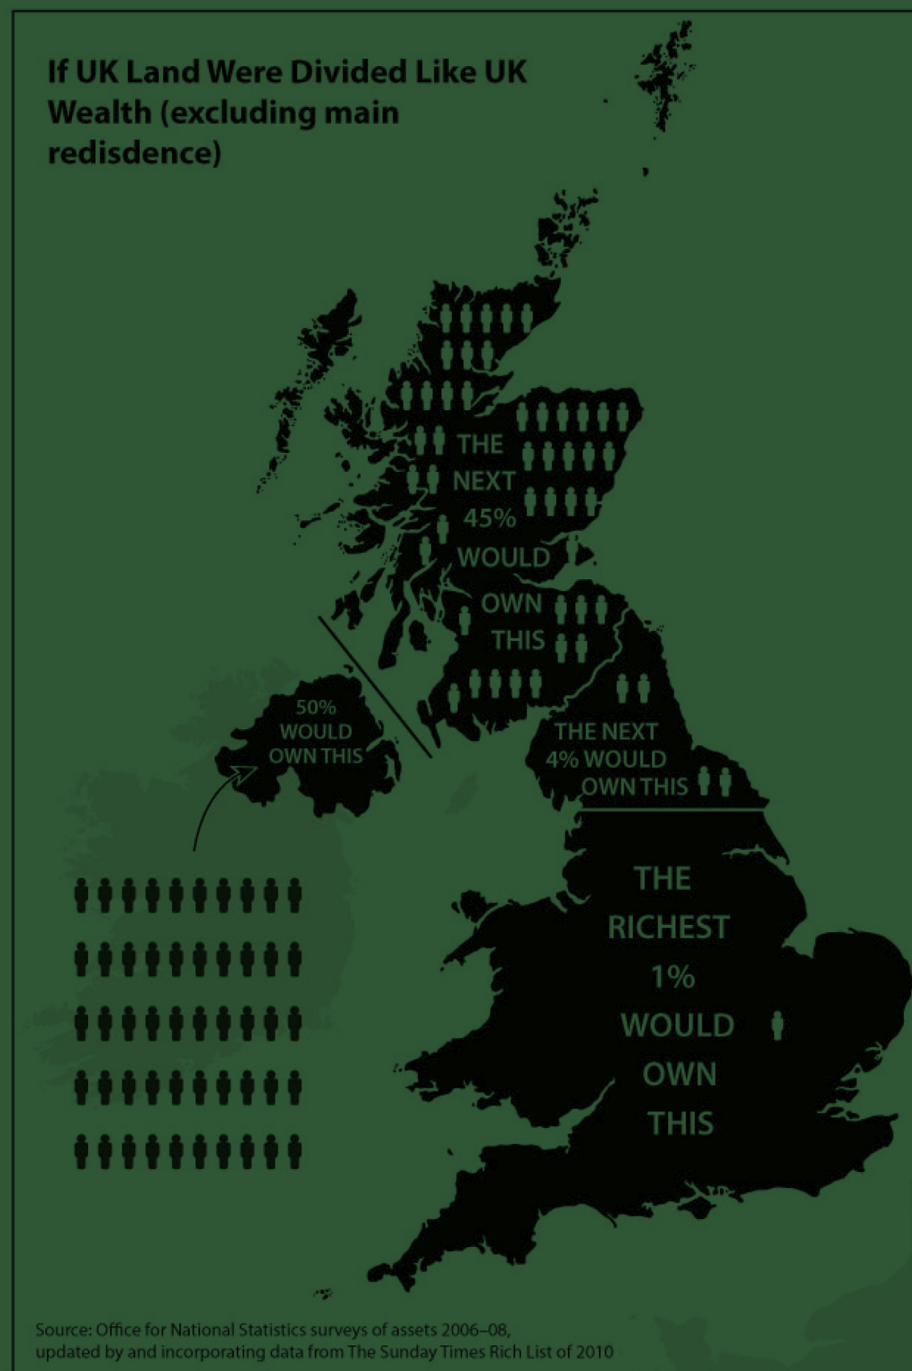 If UK Land Were Divided Like UK
Wealth (excluding main
redisdence)
THE
NEXT
45%
WOULD
OWN
THIS
50%
WOULD
OWN THIS
THE NEXT
4% WOULD
OWN THIS
THE
RICHEST
1%
WOULD
OWN
THIS
Source: Office for National Statistics surveys of assets 2006–08,
updated by and incorporating data from The Sunday Times Rich List of 2010